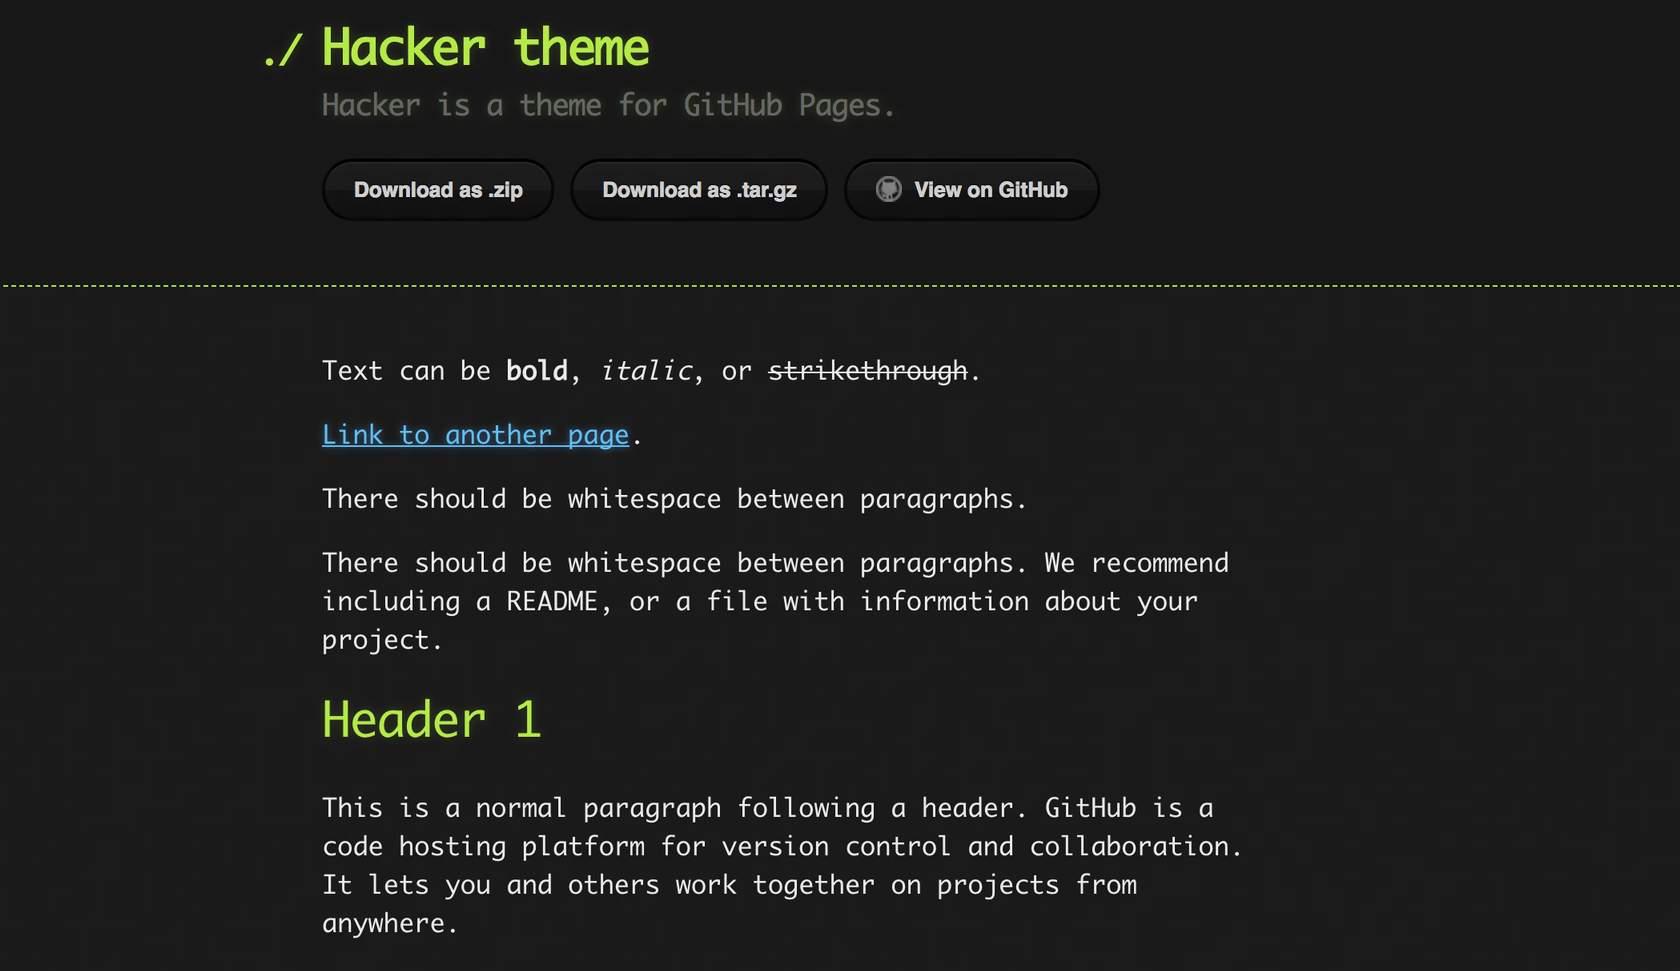 ./ Hacker theme
Hacker is a theme for GitHub Pages.
Download as .zip
Download as .tar.gz
View on GitHub
Text can be bold, italic, or strikethrough.
Link to another page.
There should be whitespace between paragraphs.
There should be whitespace between paragraphs. We recommend
including a README, or a file with information about your
project.
Header 1
This is a normal paragraph following a header. GitHub is a
code hosting platform for version control and collaboration.
It lets you and others work together on projects from
anywhere.